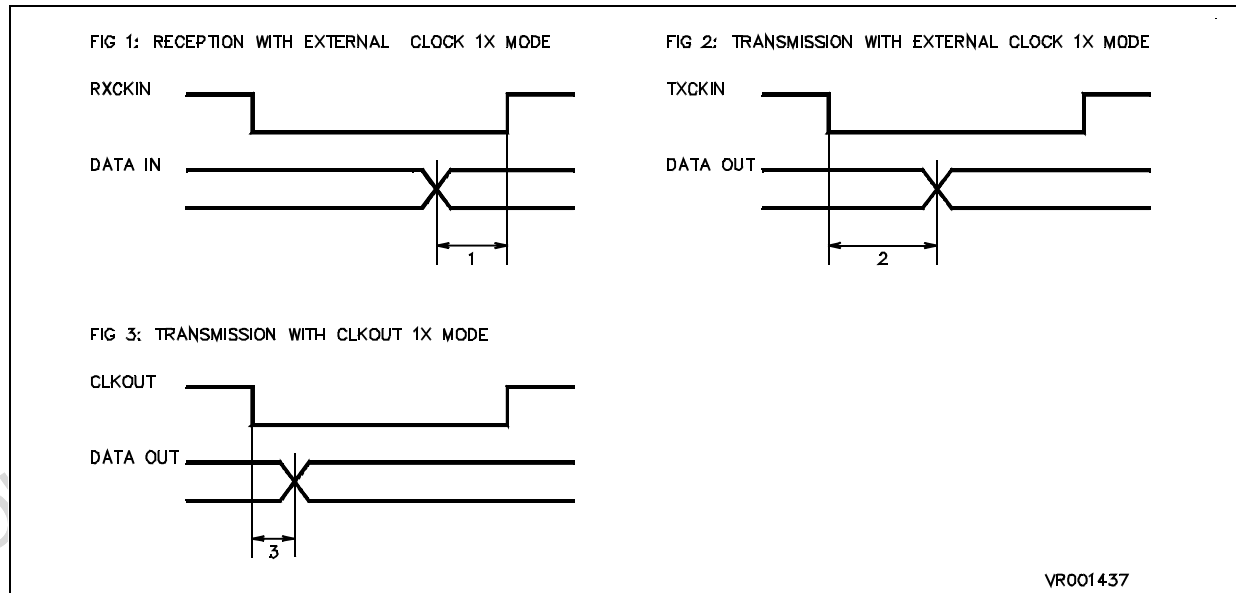 FIG 1: RECEPTION WITH EXTERNAL CLOCK 1X MODE
RXCKIN
DATA IN
1
FIG 2: TRANSMISSION WITH EXTERNAL CLOCK 1X MODE
TXCKIN
DATA OUT
2
FIG 3: TRANSMISSION WITH CLKOUT 1X MODE
CLKOUT
DATA OUT
3
VR001437